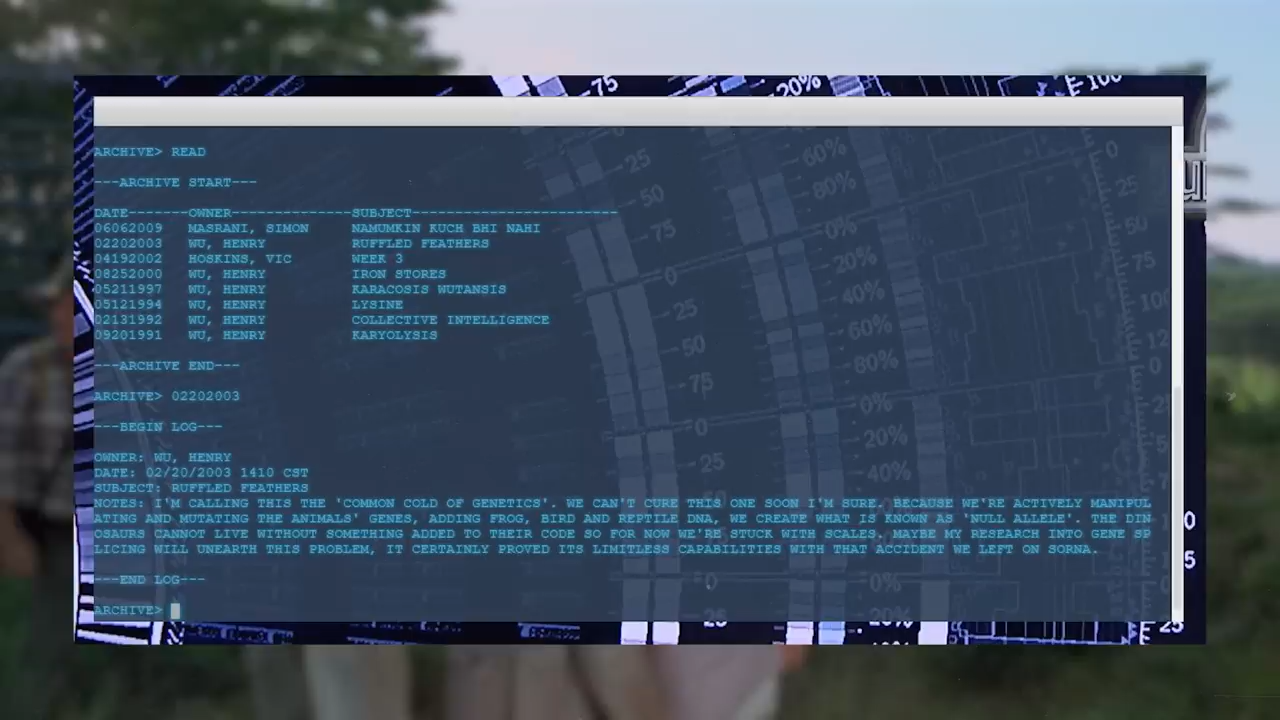 ARCHIVE> READ
---ARCHIVE START---
DATE-------OWNER--------------SUBJECT------------------------
06062009 MASRANI, SIMON NAMUMKIN KUCH BHI NAHI
02202003 WU, HENRY RUFFLED FEATHERS
04192002 HOSKINS, VIC WEEK 3
08252000 WU, HENRY IRON STORES
05211997 WU, HENRY KARACOSIS WUTANSIS
05121994 WU, HENRY LYSINE
02131992 WU, HENRY COLLECTIVE INTELLIGENCE
09201991 WU, HENRY KARYOLYSIS
---ARCHIVE END---
ARCHIVE> 02202003
---BEGIN LOG---
OWNER: WU, HENRY
DATE: 02/20/2003 1410 CST
SUBJECT: RUFFLED FEATHERS
NOTES: I'M CALLING THIS THE 'COMMON COLD OF GENETICS'. WE CAN'T CURE THIS ONE SOON I'M SURE. BECAUSE WE'RE ACTIVELY MANIPUL
ATING AND MUTATING THE ANIMALS' GENES, ADDING FROG, BIRD AND REPTILE DNA, WE CREATE WHAT IS KNOWN AS 'NULL ALLELE'. THE DIN
OSAURS CANNOT LIVE WITHOUT SOMETHING ADDED TO THEIR CODE SO FOR NOW WE'RE STUCK WITH SCALES. MAYBE MY RESEARCH INTO GENE SP
LICING WILL UNEARTH THIS PROBLEM, IT CERTAINLY PROVED ITS LIMITLESS CAPABILITIES WITH THAT ACCIDENT WE LEFT ON SORNA.
---END LOG---
ARCHIVE>